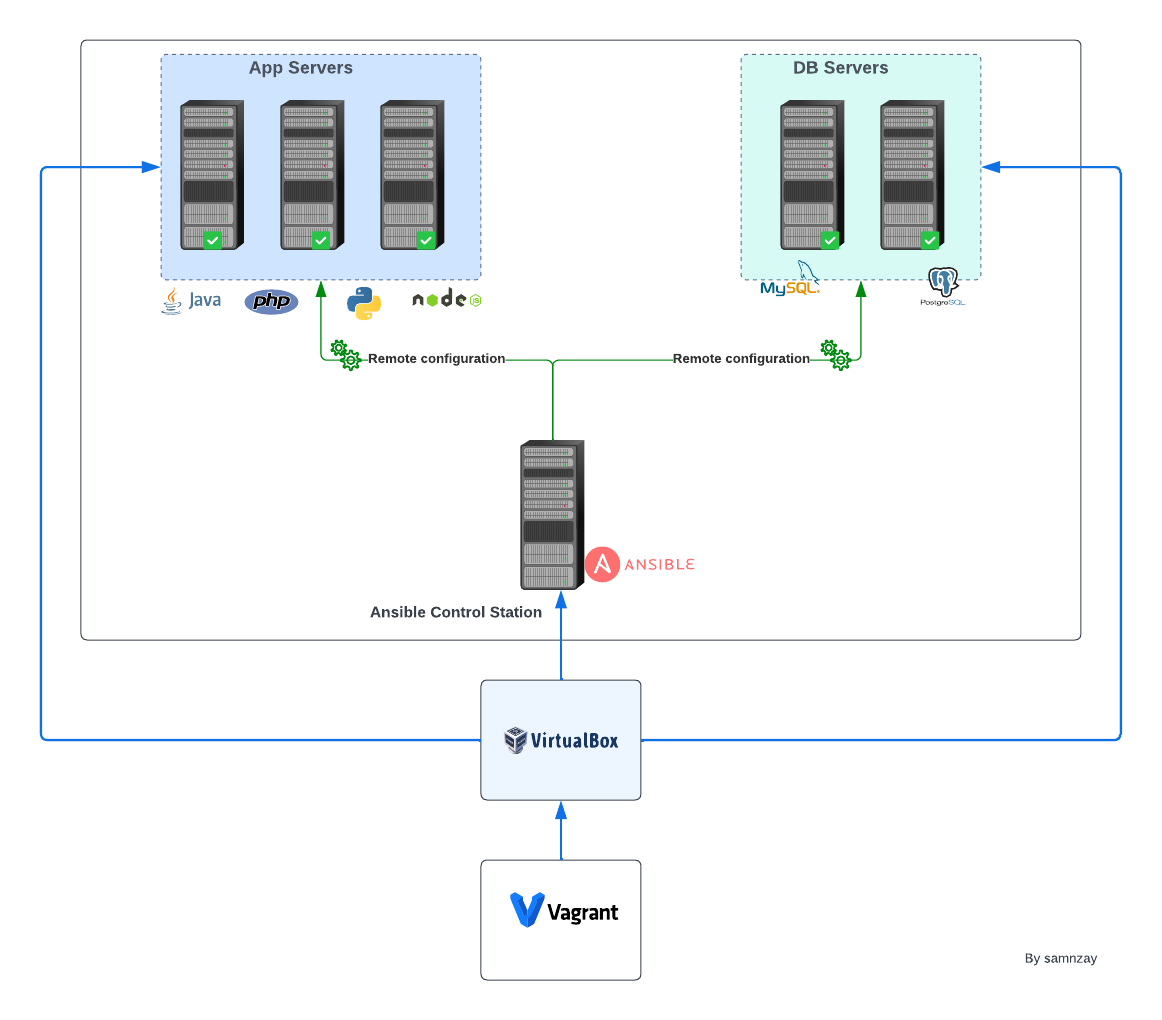 App Servers
DB Servers
Java
php
node
JS
MySQL.
PostgreSQL
Remote configuration
Remote configuration
ANSIBLE
Ansible Control Station
VirtualBox
Vagrant
By samnzay